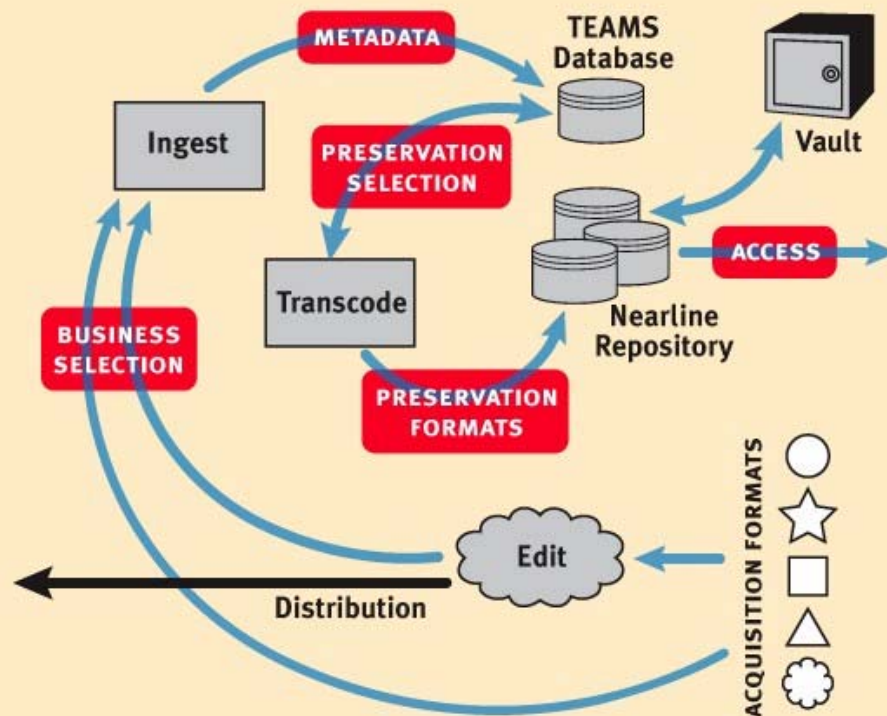 METADATA
TEAMS
Database
Ingest
PRESERVATION
SELECTION
Vault
ACCESS
Transcode
Nearline
Repository
BUSINESS
SELECTION
PRESERVATION
FORMATS
ACQUISITION FORMATS
Edit
Distribution